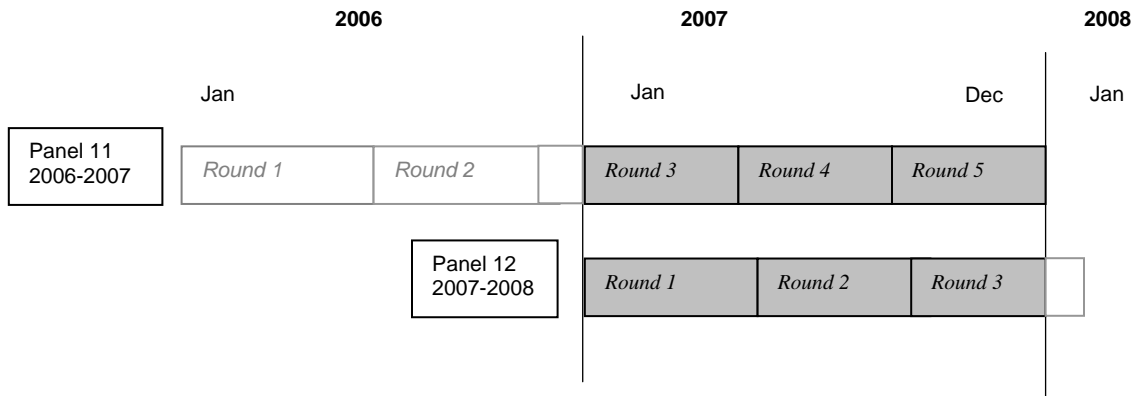 2006 2007 2008
Jan Jan Dec Jan
Panel 11
2006-2007
Round 1 Round 2 Round 3 Round 4 Round 5
Panel 12
2007-2008
Round 1 Round 2 Round 3